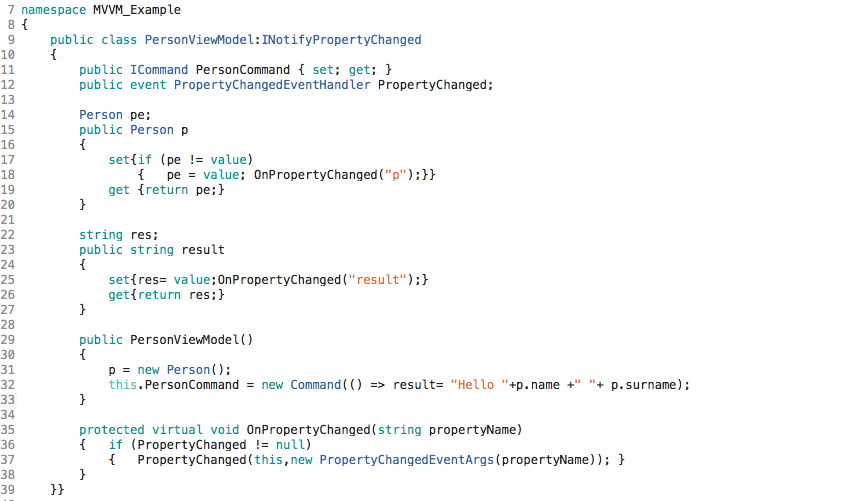 7 namespace MVVM_Example
8 {
9     public class PersonViewModel:INotifyPropertyChanged
10     {
11         public ICommand PersonCommand { set; get; }
12         public event PropertyChangedEventHandler PropertyChanged;
13
14         Person pe;
15         public Person p
16         {
17             set{if (pe != value)
18                 {   pe = value; OnPropertyChanged("p");}}
19             get {return pe;}
20         }
21
22         string res;
23         public string result
24         {
25             set{res= value;OnPropertyChanged("result");}
26             get{return res;}
27         }
28
29         public PersonViewModel()
30         {
31             p = new Person();
32             this.PersonCommand = new Command(() => result= "Hello "+p.name +" "+ p.surname);
33         }
34
35         protected virtual void OnPropertyChanged(string propertyName)
36         {   if (PropertyChanged != null)
37             {   PropertyChanged(this,new PropertyChangedEventArgs(propertyName)); }
38         }
39     }}